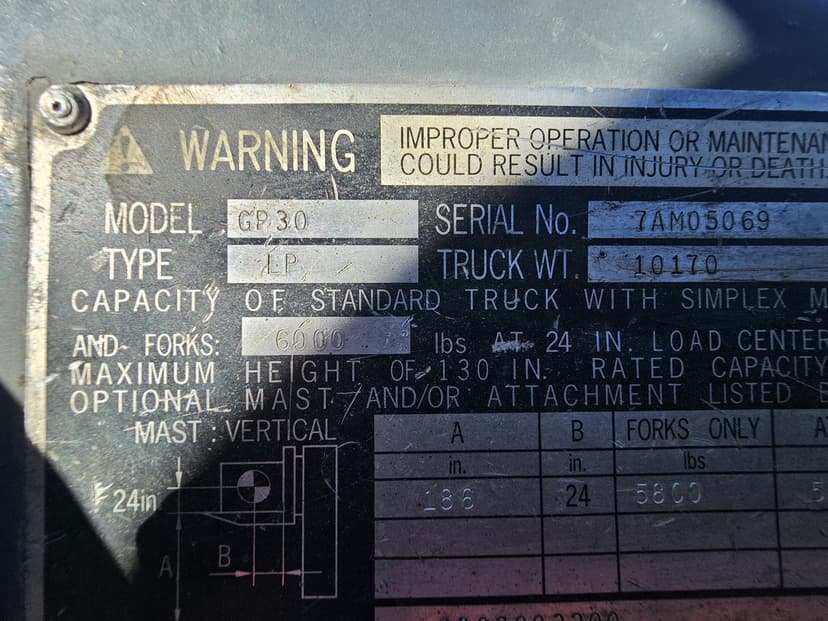 WARNING
IMPROPER OPERATION OR MAINTENAN
COULD RESULT IN INJURY OR DEATH.
MODEL GP30 SERIAL No. 7AM05069
TYPE LP TRUCK WT. 10170
CAPACITY OF STANDARD TRUCK WITH SIMPLEX M
AND FORKS: 6000 lbs AT 24 IN. LOAD CENTER
MAXIMUM HEIGHT OF 130 IN. RATED CAPACITY
OPTIONAL MAST AND/OR ATTACHMENT LISTED B
MAST : VERTICAL
A B FORKS ONLY A
in. in. lbs
186 24 5800 5
24in
B
A